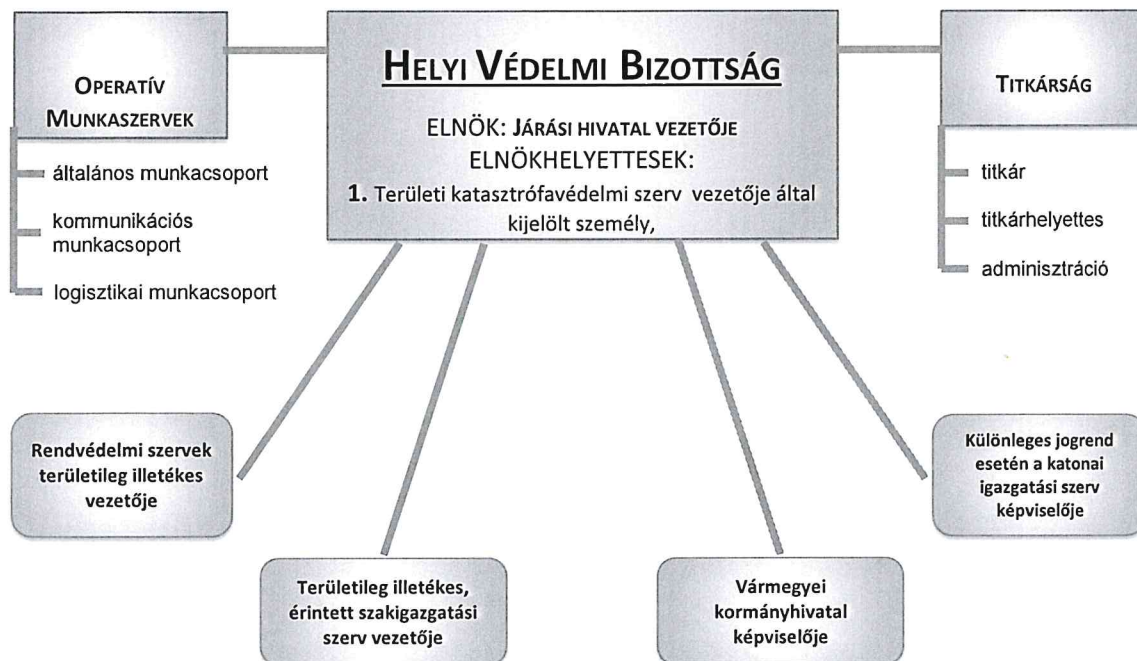 OPERATÍV
MUNKASZERVEK
általános munkacsoport
kommunikációs
munkacsoport
logisztikai munkacsoport
HELYI VÉDELMI BIZOTTSÁG
ELNÖK: JÁRÁSI HIVATAL VEZETŐJE
ELNÖKHELYETTESEK:
1. Területi katasztrófavédelmi szerv vezetője által
kijelölt személy,
TITKÁRSÁG
titkár
titkárhelyettes
adminisztráció
Rendvédelmi szervek
területileg illetékes
vezetője
Területileg illetékes,
érintett szakigazgatási
szerv vezetője
Vármegyei
kormányhivatal
képviselője
Különleges jogrend
esetén a katonai
igazgatási szerv
képviselője